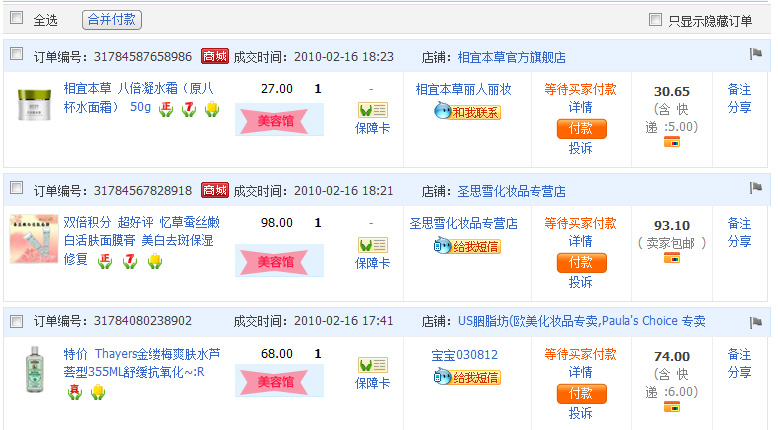 全选 合并付款 只显示隐藏订单
订单编号：31784587658986 商城 成交时间：2010-02-16 18:23 店铺：相宜本草官方旗舰店
相宜本草 八倍凝水霜（原八 27.00 1 - 相宜本草丽人丽妆 等待买家付款 30.65 备注
杯水面霜） 50g 正 7 和我联系 详情 (含 快 分享
美容馆 保障卡 付款 递 :5.00)
投诉
订单编号：31784567828918 商城 成交时间：2010-02-16 18:21 店铺：圣思雪化妆品专营店
双倍积分 超好评 忆草蚕丝嫩 98.00 1 - 圣思雪化妆品专营店 等待买家付款 93.10 备注
白活肤面膜膏 美白去斑保湿 给我短信 详情 ( 卖家包邮 ) 分享
修复 正 7 美容馆 保障卡 付款
投诉
订单编号：31784080238902 成交时间：2010-02-16 17:41 店铺：US胭脂坊(欧美化妆品专卖,Paula's Choice 专卖
特价 Thayers金缕梅爽肤水芦 68.00 1 宝宝030812 等待买家付款 74.00 备注
荟型355ML舒缓抗氧化~:R 给我短信 详情 (含 快 分享
真 美容馆 保障卡 付款 递 :6.00)
投诉